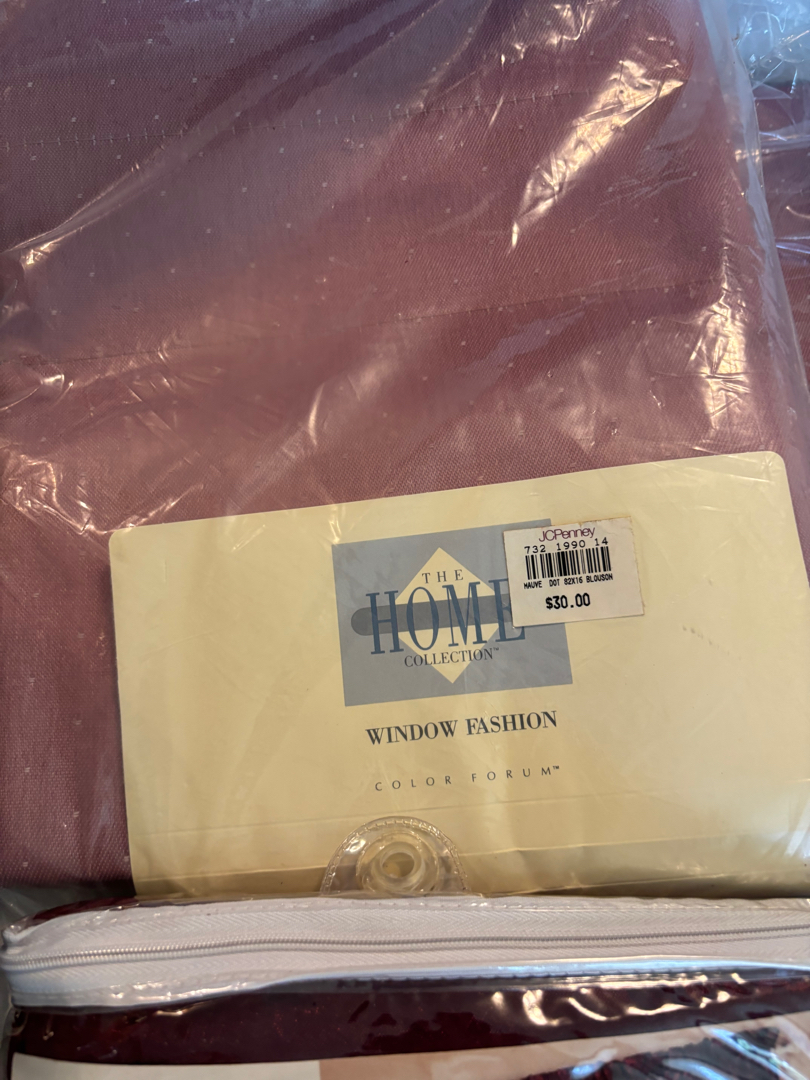 JCPenney
732 1990 14
MAUVE DOT 82X16 BLOUSON
$30.00
THE
HOME
COLLECTION™
WINDOW FASHION
COLOR FORUM™